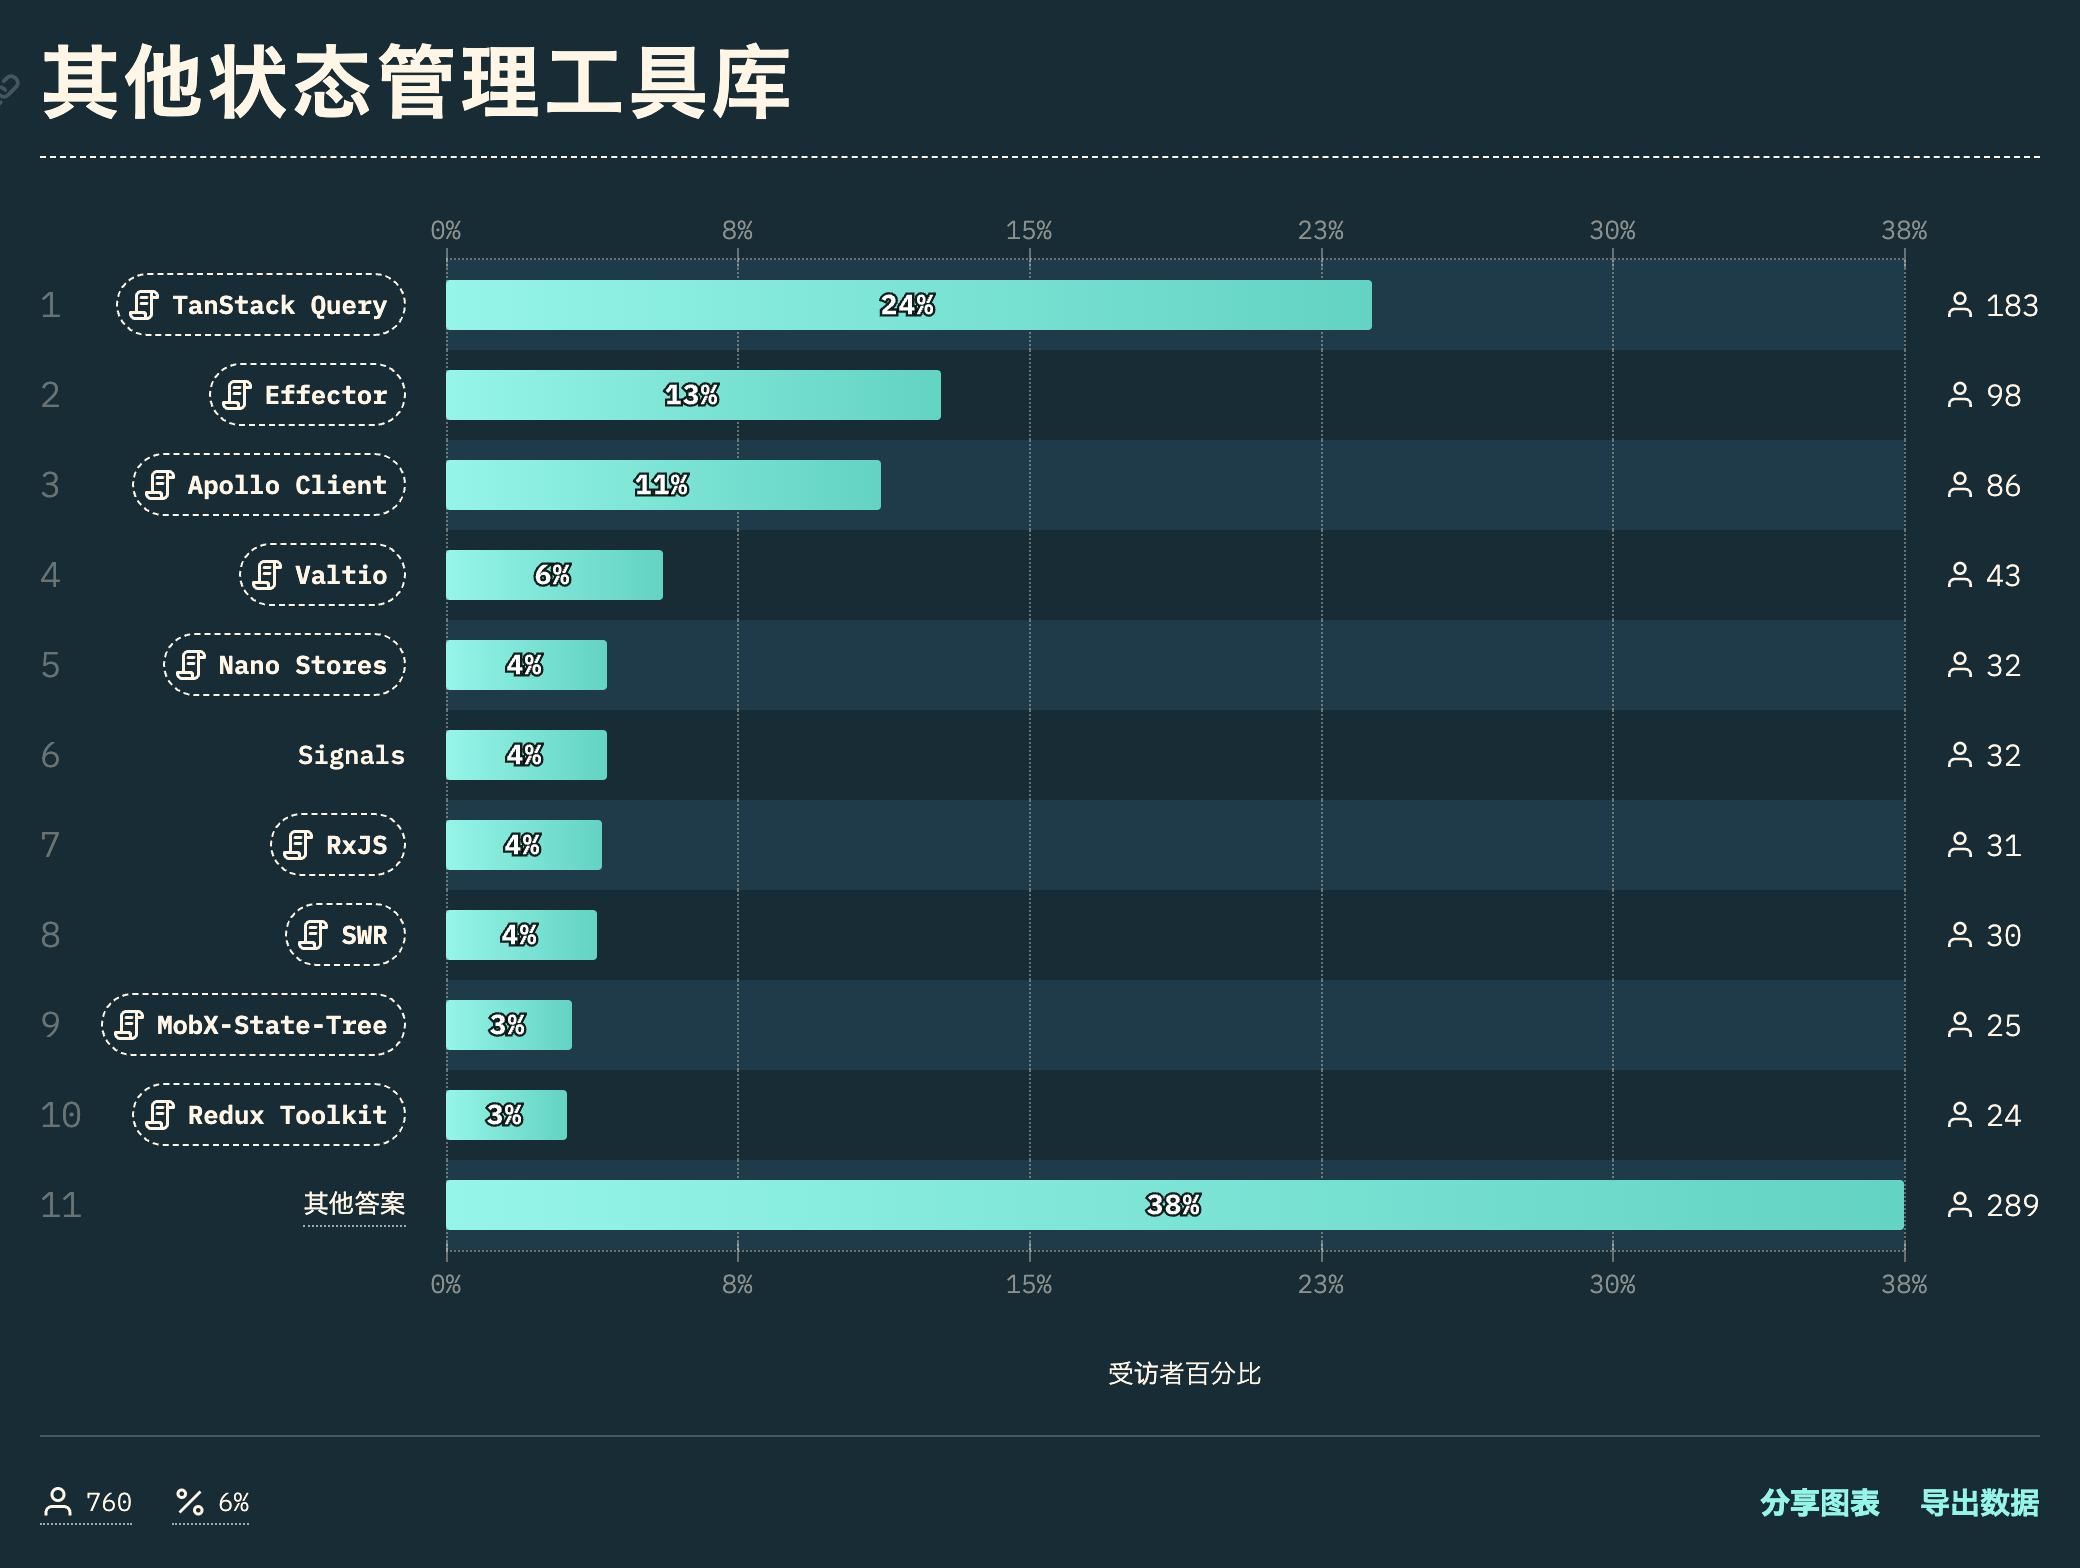 其他状态管理工具库
0% 8% 15% 23% 30% 38%
1 TanStack Query 24% 183
2 Effector 13% 98
3 Apollo Client 11% 86
4 Valtio 6% 43
5 Nano Stores 4% 32
6 Signals 4% 32
7 RxJS 4% 31
8 SWR 4% 30
9 MobX-State-Tree 3% 25
10 Redux Toolkit 3% 24
11 其他答案 38% 289
0% 8% 15% 23% 30% 38%
受访者百分比
760 6% 分享图表 导出数据